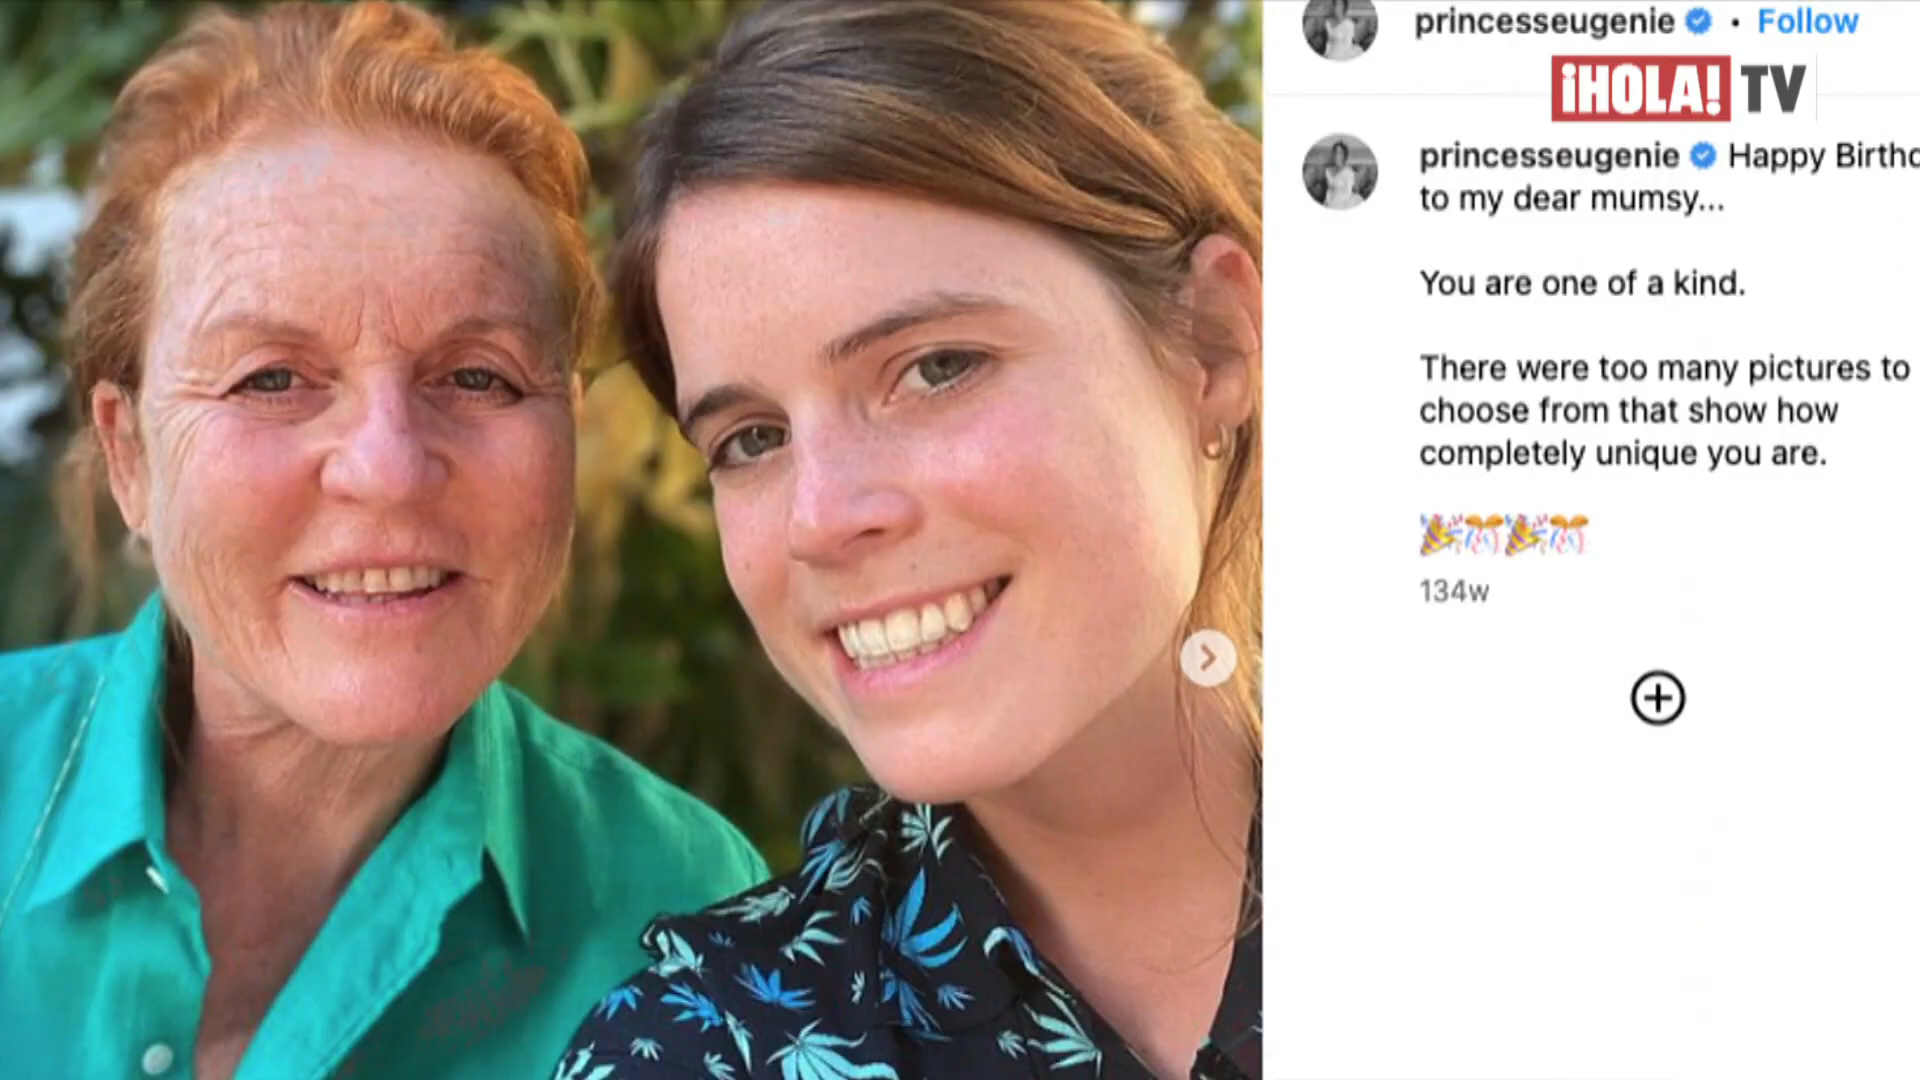 princesseugenie • Follow
¡HOLA! TV
princesseugenie Happy
to my dear mumsy...
You are one of a kind.
There were too many pictures to
choose from that show how
completely unique you are.
134w